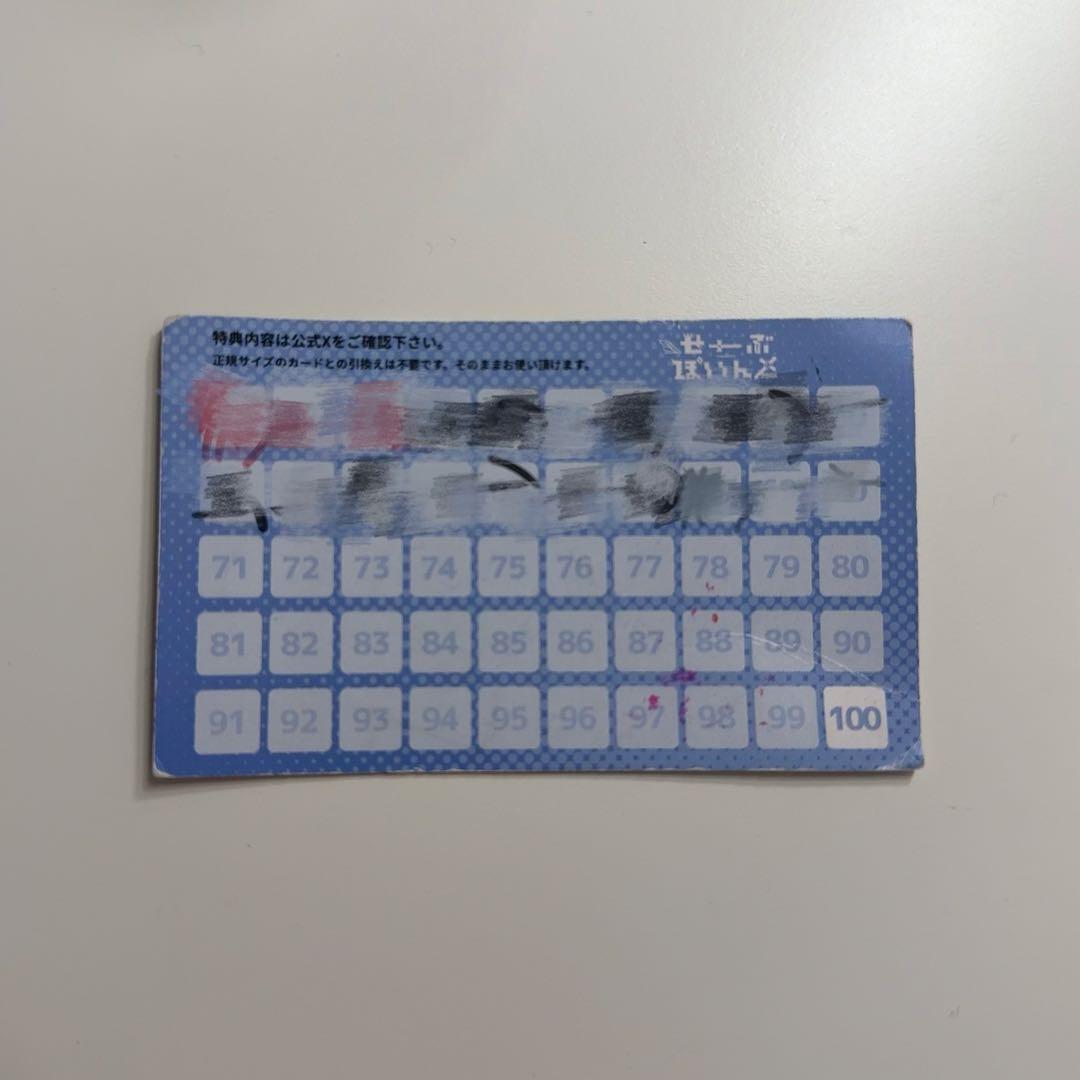 特典内容は公式Xをご確認下さい。
正規サイズのカードとの引換えは不要です。そのままお使い頂けます。
せーぶ
ぽいんと
71 72 73 74 75 76 77 78 79 80
81 82 83 84 85 86 87 88 89 90
91 92 93 94 95 96 97 98 99 100